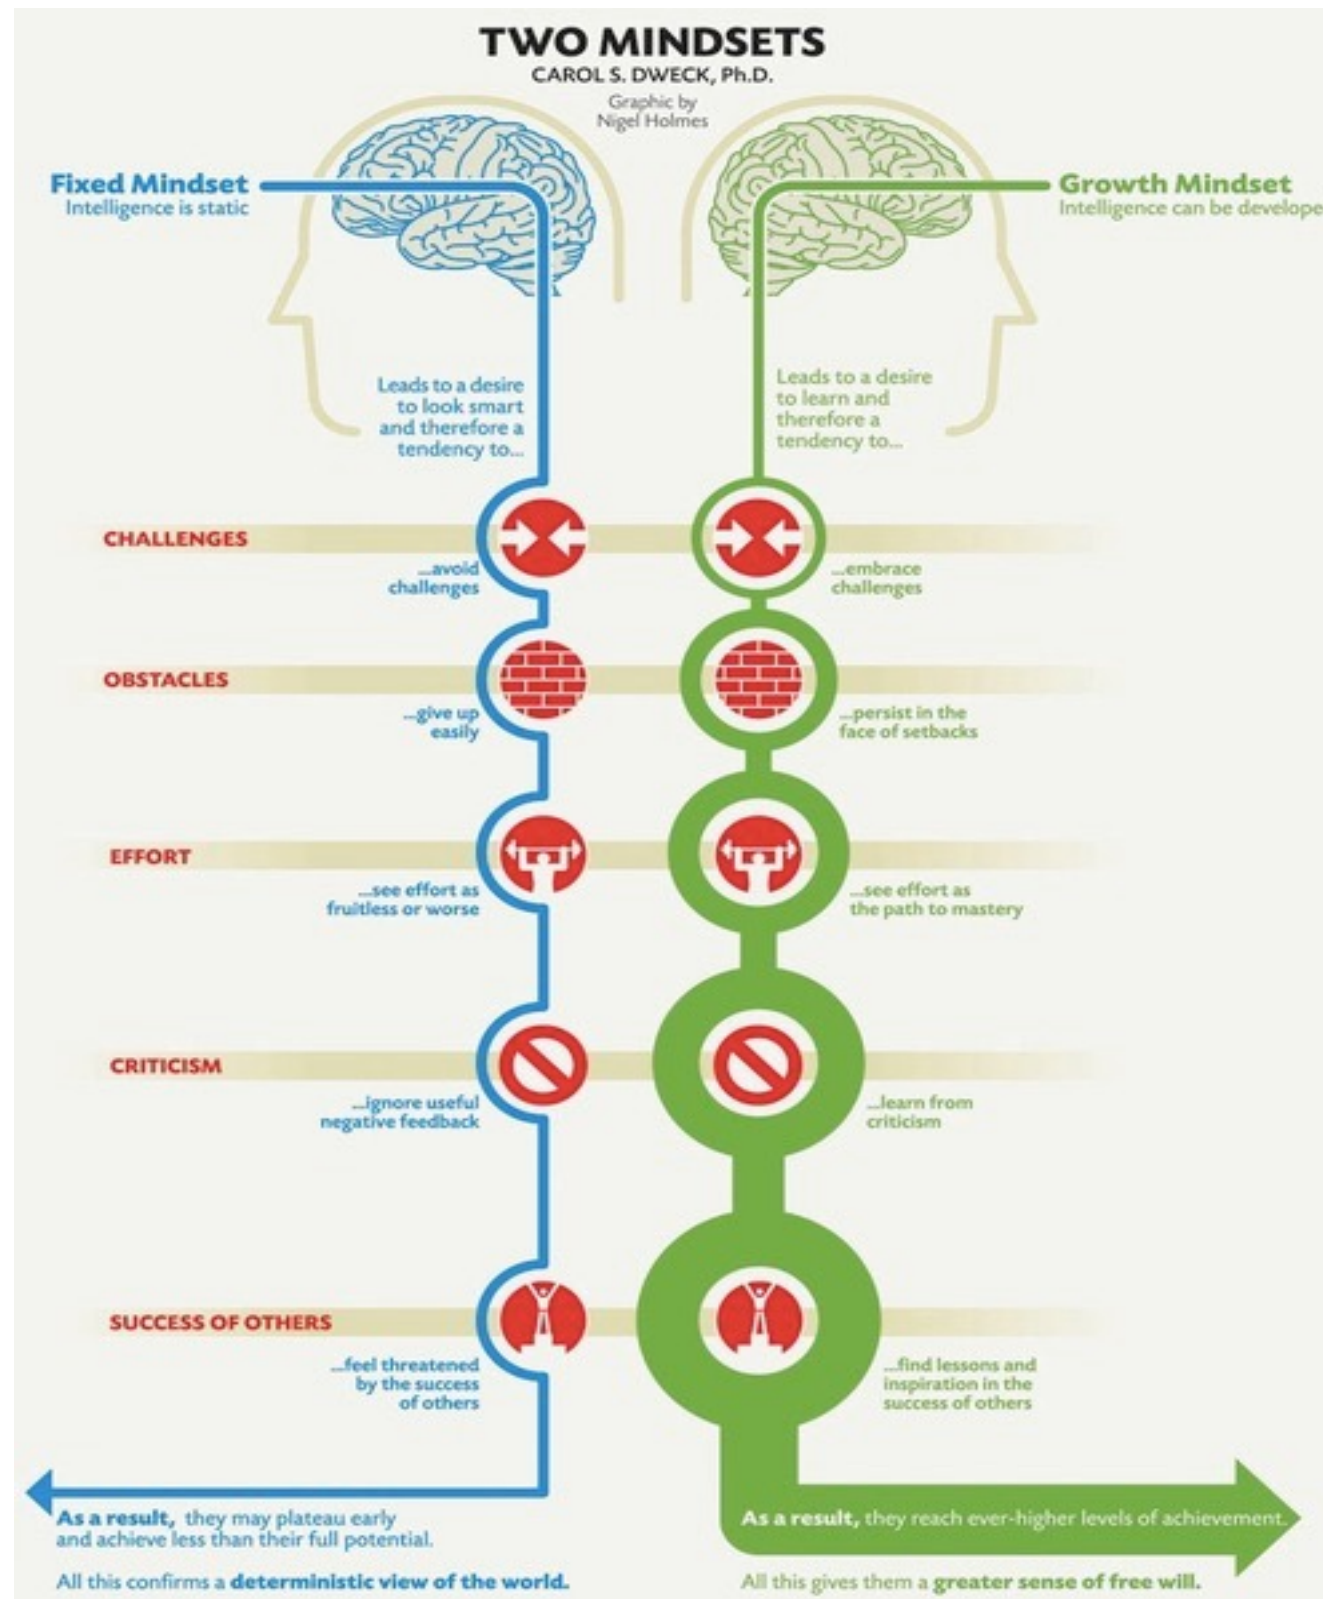 TWO MINDSETS
CAROL S. DWECK, Ph.D.
Graphic by
Nigel Holmes
Fixed Mindset
Intelligence is static
Growth Mindset
Intelligence can be develope
Leads to a desire
to look smart
and therefore a
tendency to...
Leads to a desire
to learn and
therefore a
tendency to...
CHALLENGES
...avoid
challenges
...embrace
challenges
OBSTACLES
...give up
easily
...persist in the
face of setbacks
EFFORT
...see effort as
fruitless or worse
...see effort as
the path to mastery
CRITICISM
...ignore useful
negative feedback
...learn from
criticism
SUCCESS OF OTHERS
...feel threatened
by the success
of others
...find lessons and
inspiration in the
success of others
As a result, they may plateau early
and achieve less than their full potential.
All this confirms a deterministic view of the world.
As a result, they reach ever-higher levels of achievement.
All this gives them a greater sense of free will.